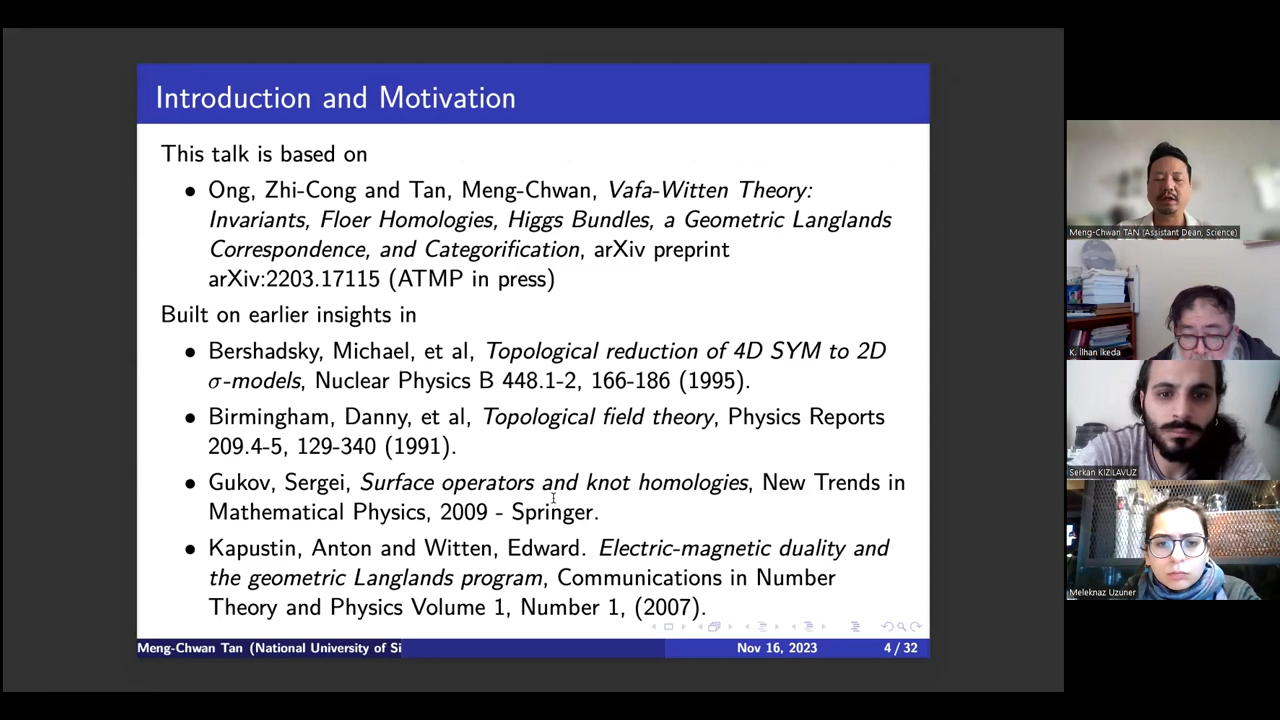 Introduction and Motivation
This talk is based on
• Ong, Zhi-Cong and Tan, Meng-Chwan, Vafa-Witten Theory:
Invariants, Floer Homologies, Higgs Bundles, a Geometric Langlands
Correspondence, and Categorification, arXiv preprint
arXiv:2203.17115 (ATMP in press)
Built on earlier insights in
• Bershadsky, Michael, et al, Topological reduction of 4D SYM to 2D
σ-models, Nuclear Physics B 448.1-2, 166-186 (1995).
• Birmingham, Danny, et al, Topological field theory, Physics Reports
209.4-5, 129-340 (1991).
• Gukov, Sergei, Surface operators and knot homologies, New Trends in
Mathematical Physics, 2009 - Springer.
• Kapustin, Anton and Witten, Edward. Electric-magnetic duality and
the geometric Langlands program, Communications in Number
Theory and Physics Volume 1, Number 1, (2007).
Meng-Chwan Tan (National University of Si
Nov 16, 2023
4 / 32
Meng-Chwan TAN (Assistant Dean, Science)
K. İlhan İkeda
Serkan KIZILAVUZ
Meleknaz Uzuner